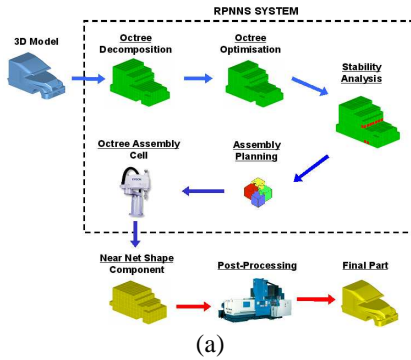 RPNNS SYSTEM
3D Model
Octree
Decomposition
Octree
Optimisation
Stability
Analysis
Octree Assembly
Cell
Assembly
Planning
Near Net Shape
Component
Post-Processing
Final Part
(a)